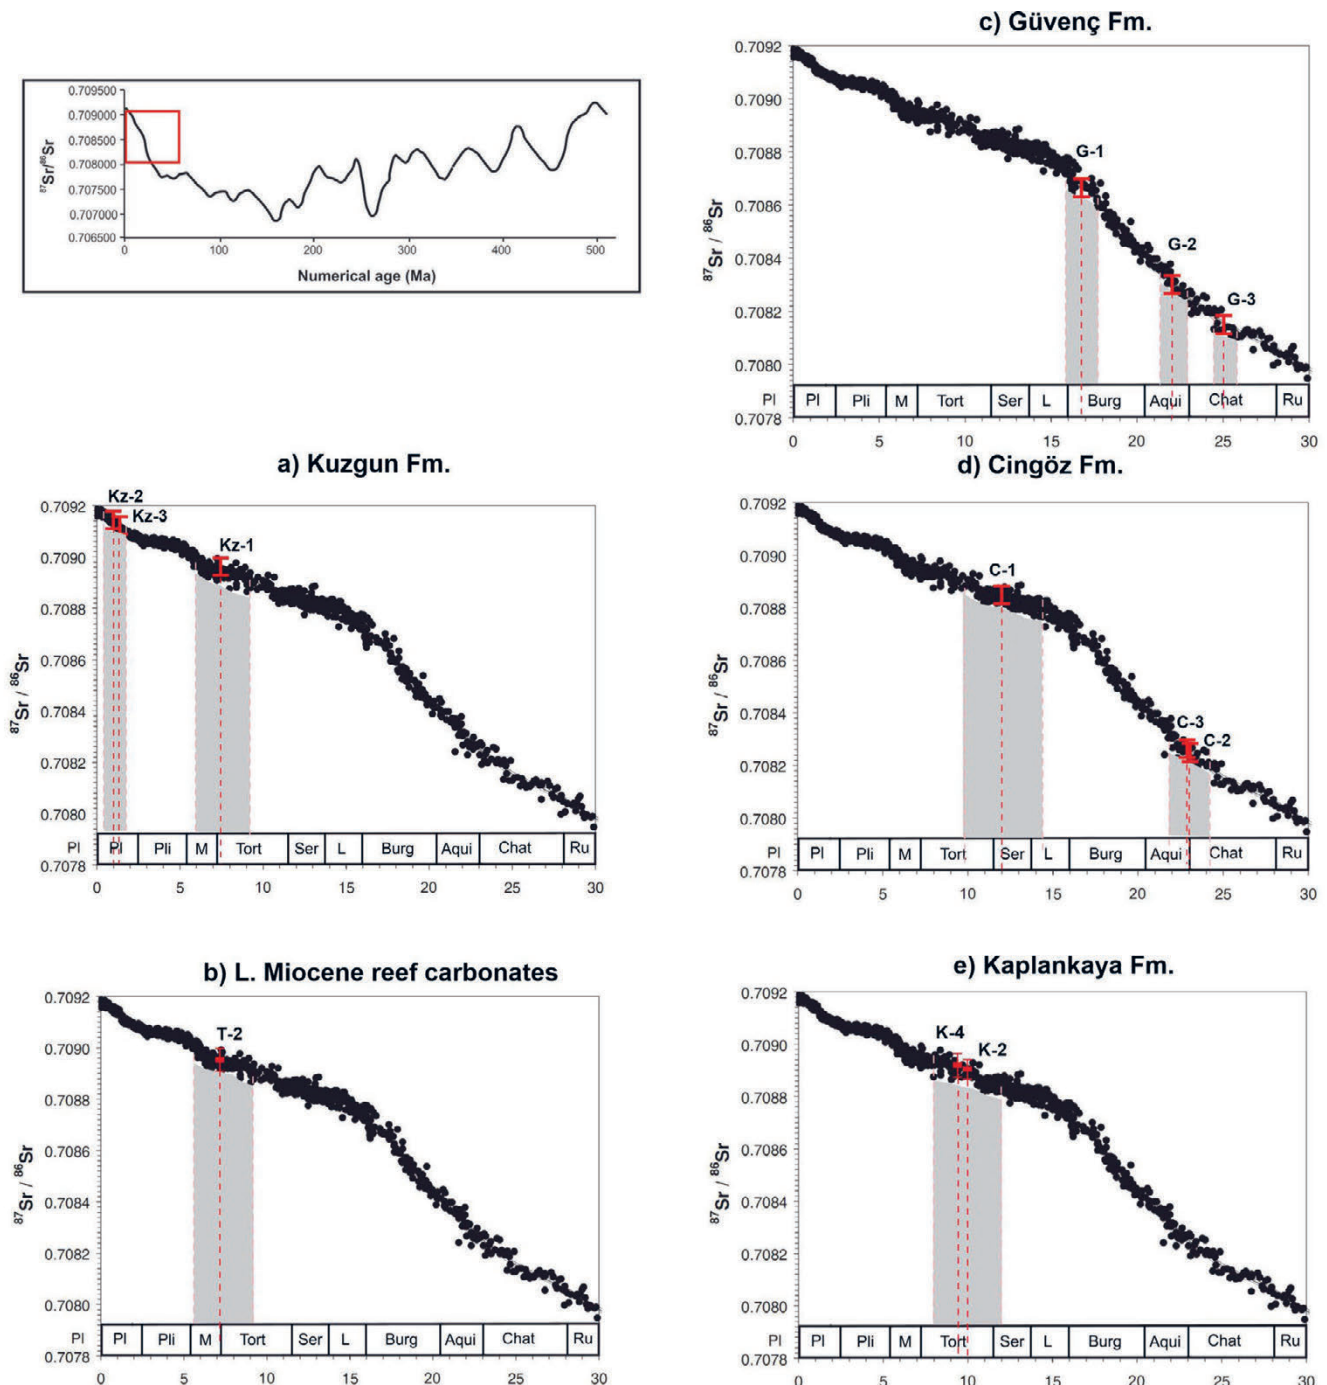 0.709500
0.709000
0.708500
0.708000
0.707500
0.707000
0.706500
87Sr/86Sr
0 100 200 300 400 500
Numerical age (Ma)
c) Güvenç Fm.
0.7092
0.7090
0.7088
0.7086
0.7084
0.7082
0.7080
0.7078
87Sr / 86Sr
G-1
G-2
G-3
Pl Pl Pli M Tort Ser L Burg Aqui Chat Ru
0 5 10 15 20 25 30
a) Kuzgun Fm.
0.7092
0.7090
0.7088
0.7086
0.7084
0.7082
0.7080
0.7078
87Sr / 86Sr
Kz-2
Kz-3
Kz-1
Pl Pl Pli M Tort Ser L Burg Aqui Chat Ru
0 5 10 15 20 25 30
d) Cingöz Fm.
0.7092
0.7090
0.7088
0.7086
0.7084
0.7082
0.7080
0.7078
87Sr / 86Sr
C-1
C-3
C-2
Pl Pl Pli M Tort Ser L Burg Aqui Chat Ru
0 5 10 15 20 25 30
b) L. Miocene reef carbonates
0.7092
0.7090
0.7088
0.7086
0.7084
0.7082
0.7080
0.7078
87Sr / 86Sr
T-2
Pl Pl Pli M Tort Ser L Burg Aqui Chat Ru
0 5 10 15 20 25 30
e) Kaplankaya Fm.
0.7092
0.7090
0.7088
0.7086
0.7084
0.7082
0.7080
0.7078
87Sr / 86Sr
K-4
K-2
Pl Pl Pli M Tort Ser L Burg Aqui Chat Ru
0 5 10 15 20 25 30